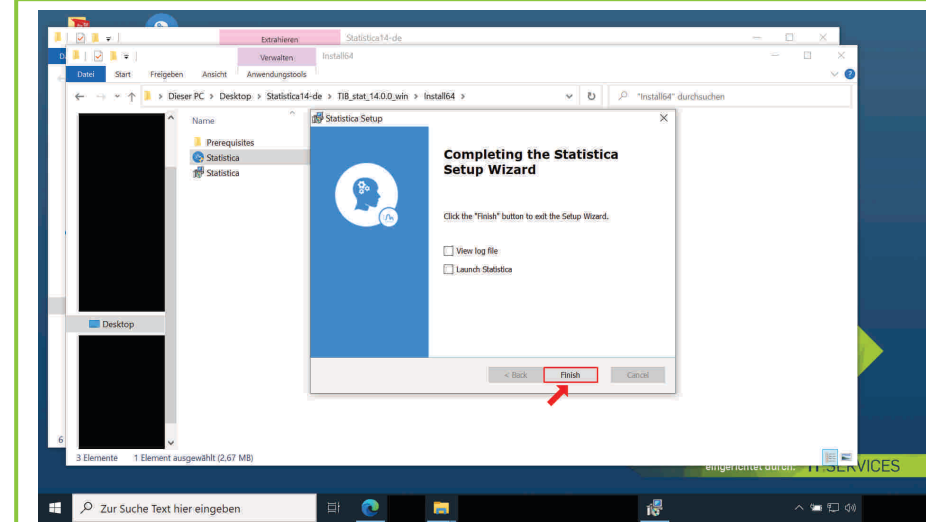 Extrahieren Statistica14-de
Verwalten Install64
Datei Start Freigeben Ansicht Anwendungstools
Dieser PC > Desktop > Statistica14-de > TIB_stat_14.0.0_win > Install64 >
"Install64" durchsuchen
Name
Prerequisites
Statistica
Statistica
Desktop
Statistica Setup
Completing the Statistica
Setup Wizard
Click the "Finish" button to exit the Setup Wizard.
View log file
Launch Statistica
< Back Finish Cancel
6
3 Elemente 1 Element ausgewählt (2,67 MB)
eingerichtet durch:
Zur Suche Text hier eingeben